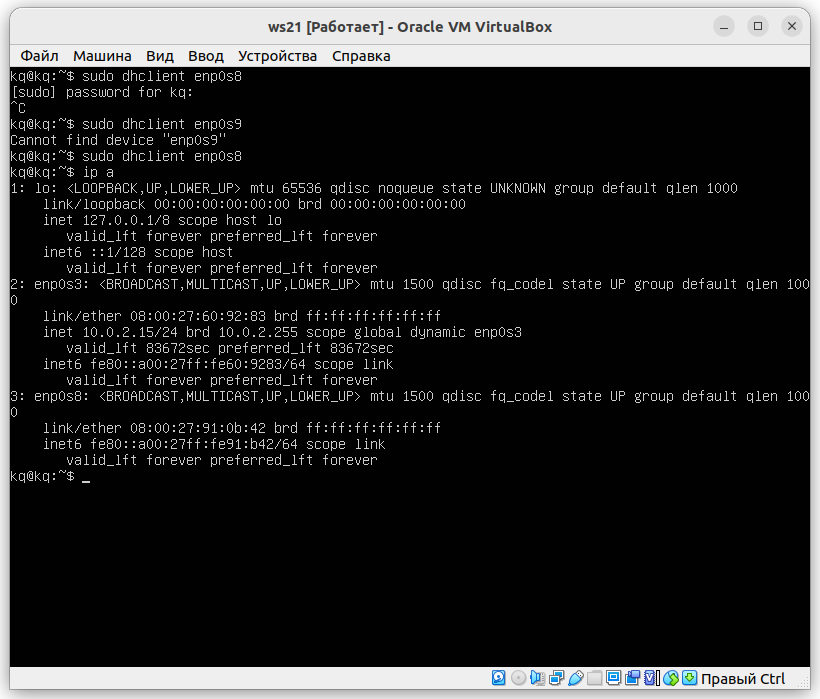 ws21 [Работает] - Oracle VM VirtualBox
Файл Машина Вид Ввод Устройства Справка
kq@kq:~$ sudo dhclient enp0s8
[sudo] password for kq:
^C
kq@kq:~$ sudo dhclient enp0s9
Cannot find device "enp0s9"
kq@kq:~$ sudo dhclient enp0s8
kq@kq:~$ ip a
1: lo: <LOOPBACK,UP,LOWER_UP> mtu 65536 qdisc noqueue state UNKNOWN group default qlen 1000
    link/loopback 00:00:00:00:00:00 brd 00:00:00:00:00:00
    inet 127.0.0.1/8 scope host lo
       valid_lft forever preferred_lft forever
    inet6 ::1/128 scope host
       valid_lft forever preferred_lft forever
2: enp0s3: <BROADCAST,MULTICAST,UP,LOWER_UP> mtu 1500 qdisc fq_codel state UP group default qlen 100
0
    link/ether 08:00:27:60:92:83 brd ff:ff:ff:ff:ff:ff
    inet 10.0.2.15/24 brd 10.0.2.255 scope global dynamic enp0s3
       valid_lft 83672sec preferred_lft 83672sec
    inet6 fe80::a00:27ff:fe60:9283/64 scope link
       valid_lft forever preferred_lft forever
3: enp0s8: <BROADCAST,MULTICAST,UP,LOWER_UP> mtu 1500 qdisc fq_codel state UP group default qlen 100
0
    link/ether 08:00:27:91:0b:42 brd ff:ff:ff:ff:ff:ff
    inet6 fe80::a00:27ff:fe91:b42/64 scope link
       valid_lft forever preferred_lft forever
kq@kq:~$ _
Правый Ctrl